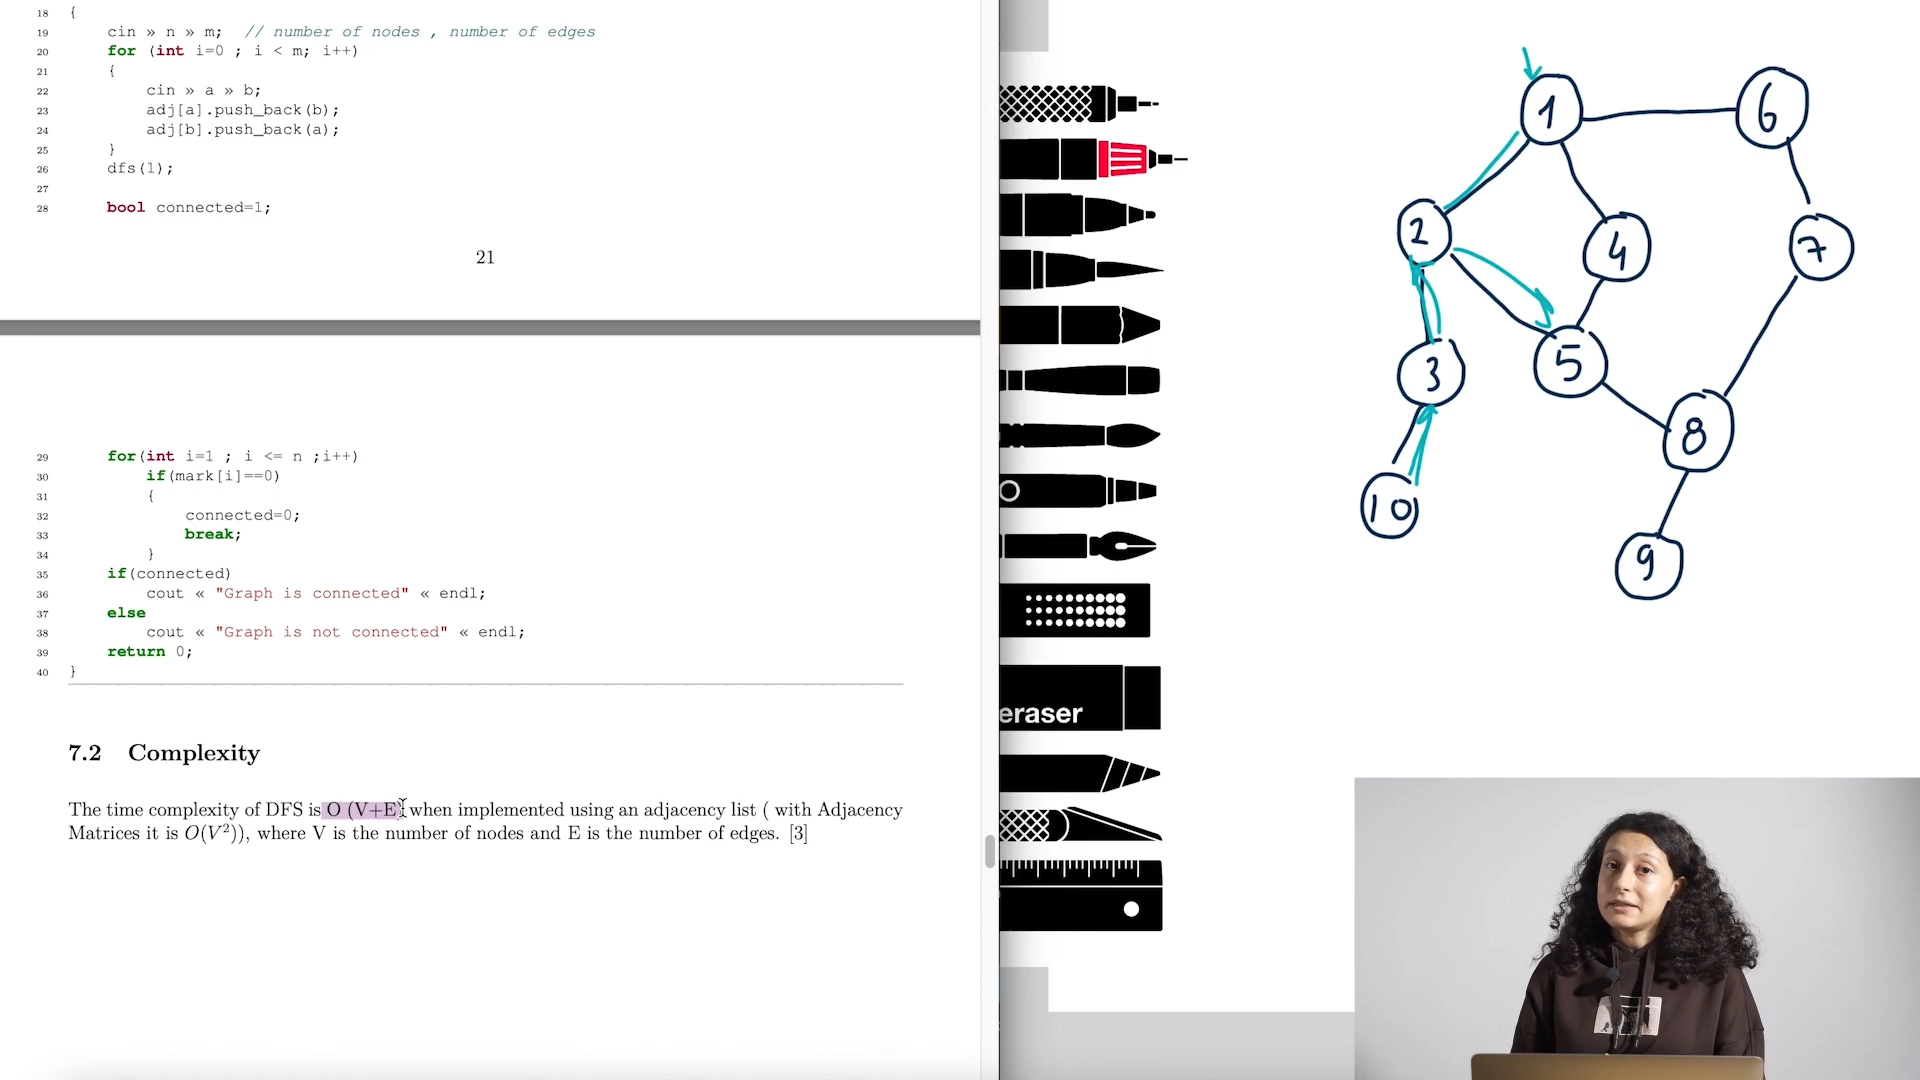 18 {
19 cin » n » m; // number of nodes , number of edges
20 for (int i=0 ; i < m; i++)
21 {
22 cin » a » b;
23 adj[a].push_back(b);
24 adj[b].push_back(a);
25 }
26 dfs(1);
27
28 bool connected=1;
21
29 for(int i=1 ; i <= n ;i++)
30 if(mark[i]==0)
31 {
32 connected=0;
33 break;
34 }
35 if(connected)
36 cout « "Graph is connected" « endl;
37 else
38 cout « "Graph is not connected" « endl;
39 return 0;
40 }
7.2 Complexity
The time complexity of DFS is O (V+E) when implemented using an adjacency list ( with Adjacency
Matrices it is O(V²)), where V is the number of nodes and E is the number of edges. [3]
eraser
1
6
2
4
7
3
5
8
10
9